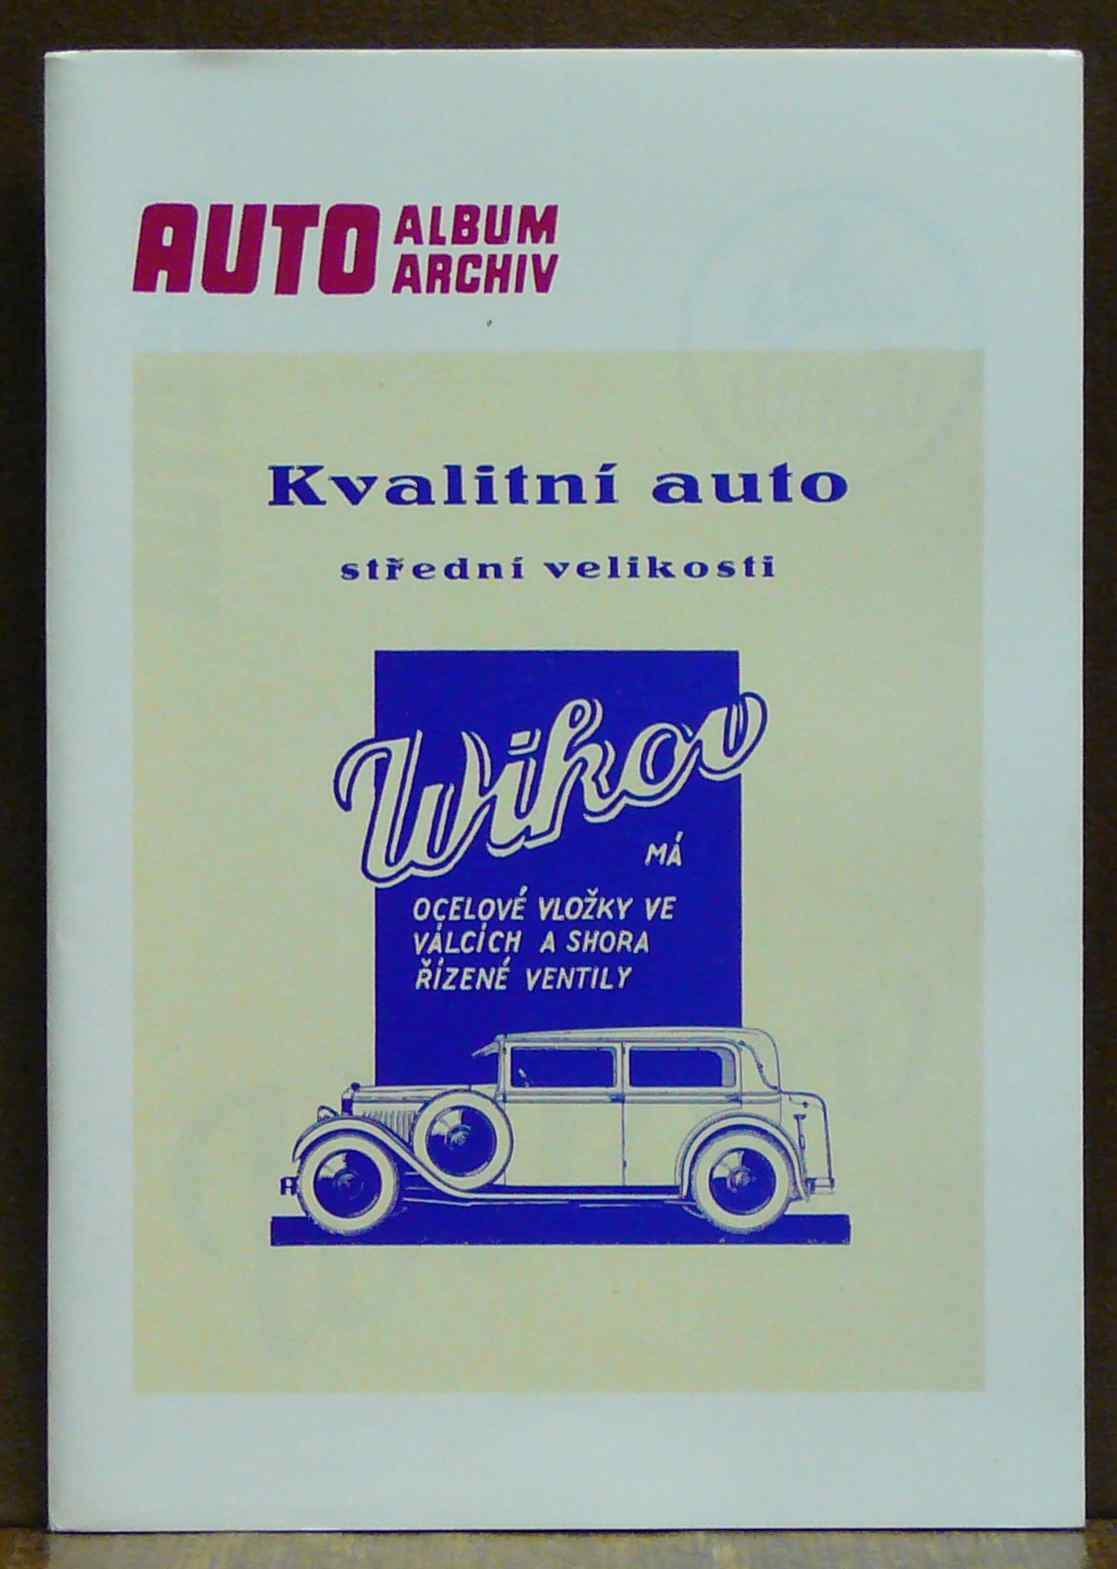 AUTO ALBUM ARCHIV
Kvalitní auto
střední velikosti
Wikov
MÁ
OCELOVÉ VLOŽKY VE
VÁLCÍCH A SHORA
ŘÍZENÉ VENTILY